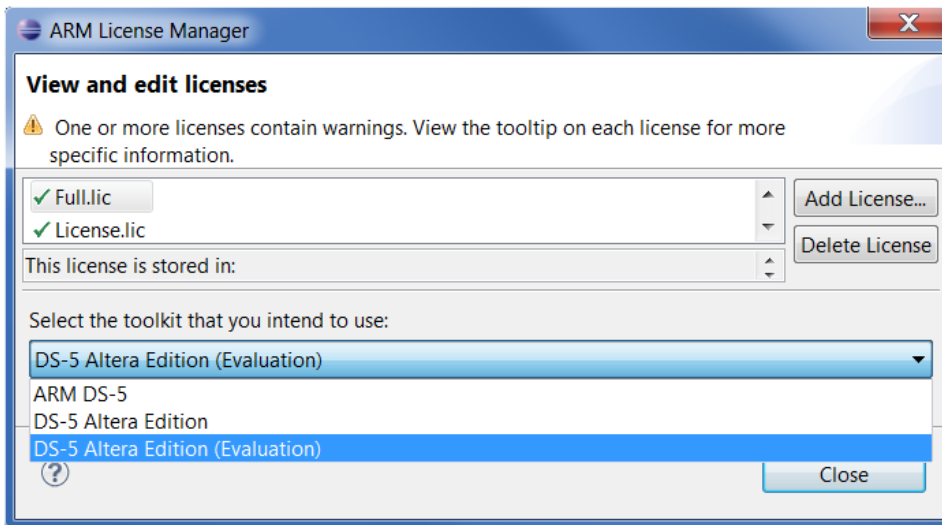 ARM License Manager
X
View and edit licenses
One or more licenses contain warnings. View the tooltip on each license for more
specific information.
Full.lic
License.lic
Add License...
Delete License
This license is stored in:
Select the toolkit that you intend to use:
DS-5 Altera Edition (Evaluation)
ARM DS-5
DS-5 Altera Edition
DS-5 Altera Edition (Evaluation)
?
Close